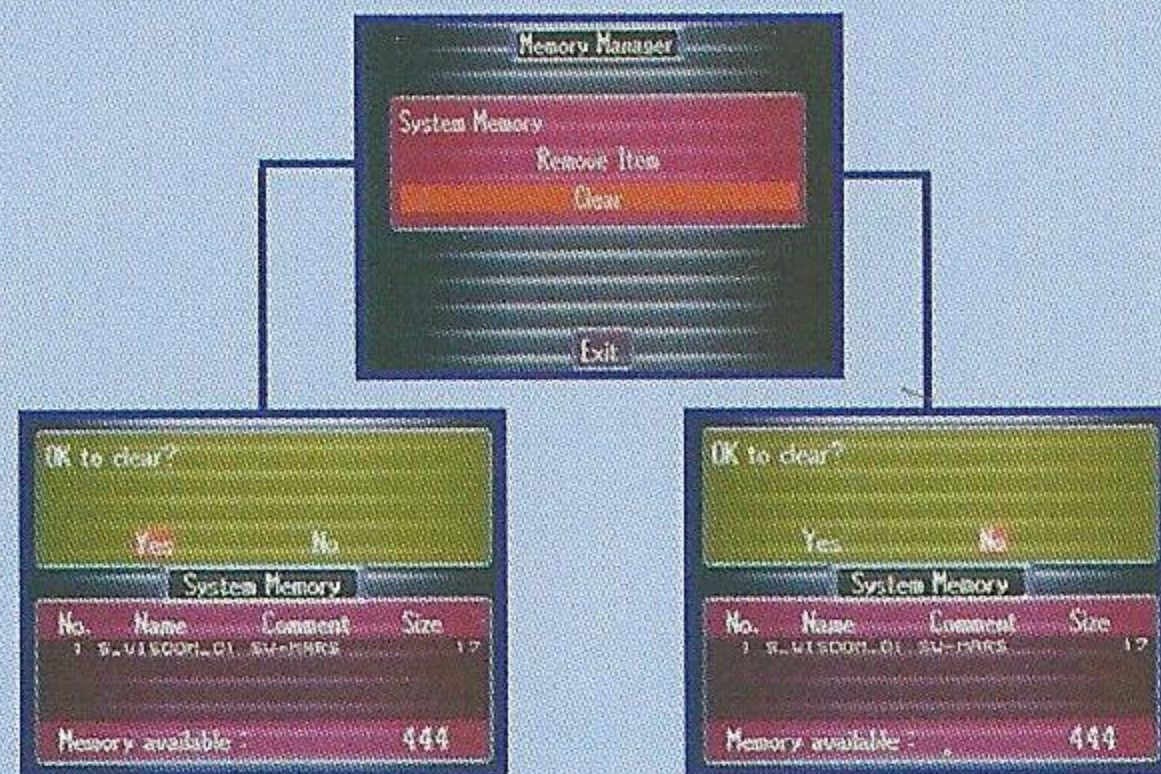 Memory Manager
System Memory
Remove Item
Clear
Exit
OK to clear?
Yes No
System Memory
No. Name Comment Size
1 S_WISDOM_01 SW-MARS 17
Memory available : 444
OK to clear?
Yes No
System Memory
No. Name Comment Size
1 S_WISDOM_01 SW-MARS 17
Memory available : 444